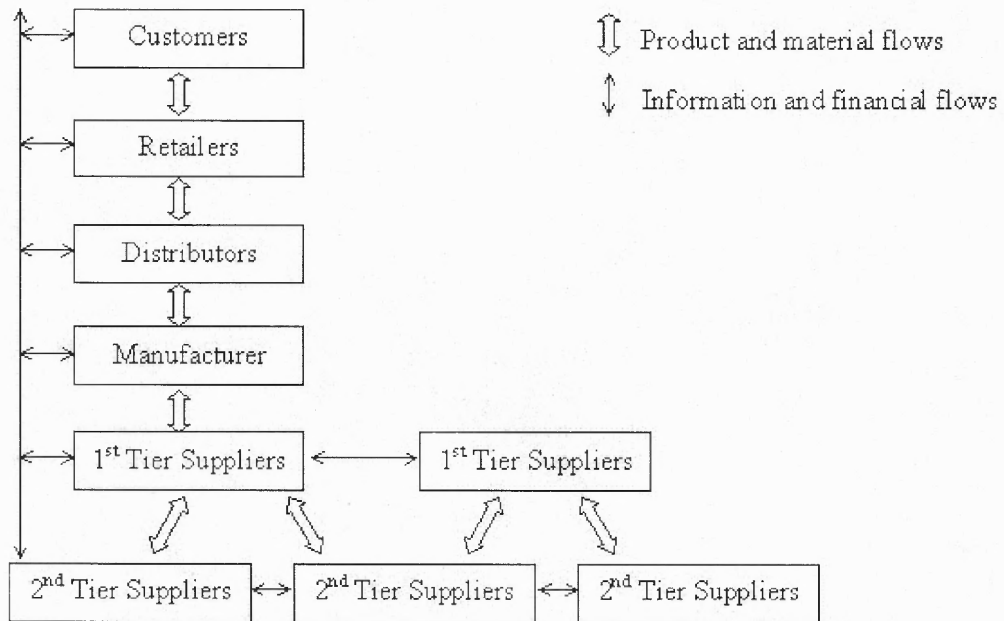 Customers
Product and material flows
Information and financial flows
Retailers
Distributors
Manufacturer
1st Tier Suppliers
1st Tier Suppliers
2nd Tier Suppliers
2nd Tier Suppliers
2nd Tier Suppliers